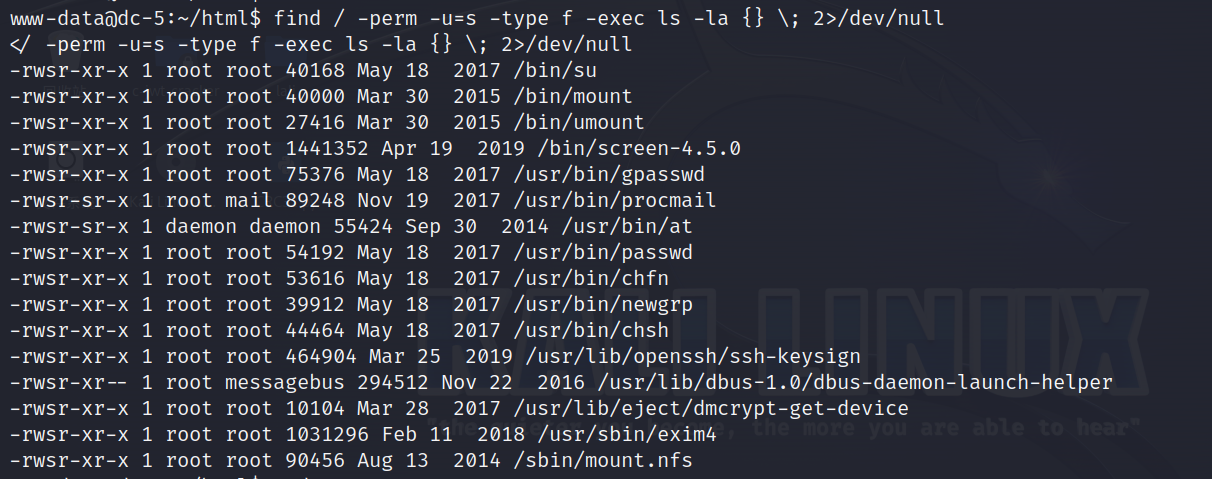 www-data@dc-5:~/html$ find / -perm -u=s -type f -exec ls -la {} \; 2>/dev/null
</ -perm -u=s -type f -exec ls -la {} \; 2>/dev/null
-rwsr-xr-x 1 root root 40168 May 18  2017 /bin/su
-rwsr-xr-x 1 root root 40000 Mar 30  2015 /bin/mount
-rwsr-xr-x 1 root root 27416 Mar 30  2015 /bin/umount
-rwsr-xr-x 1 root root 1441352 Apr 19  2019 /bin/screen-4.5.0
-rwsr-xr-x 1 root root 75376 May 18  2017 /usr/bin/gpasswd
-rwsr-sr-x 1 root mail 89248 Nov 19  2017 /usr/bin/procmail
-rwsr-sr-x 1 daemon daemon 55424 Sep 30  2014 /usr/bin/at
-rwsr-xr-x 1 root root 54192 May 18  2017 /usr/bin/passwd
-rwsr-xr-x 1 root root 53616 May 18  2017 /usr/bin/chfn
-rwsr-xr-x 1 root root 39912 May 18  2017 /usr/bin/newgrp
-rwsr-xr-x 1 root root 44464 May 18  2017 /usr/bin/chsh
-rwsr-xr-x 1 root root 464904 Mar 25  2019 /usr/lib/openssh/ssh-keysign
-rwsr-xr-- 1 root messagebus 294512 Nov 22  2016 /usr/lib/dbus-1.0/dbus-daemon-launch-helper
-rwsr-xr-x 1 root root 10104 Mar 28  2017 /usr/lib/eject/dmcrypt-get-device
-rwsr-xr-x 1 root root 1031296 Feb 11  2018 /usr/sbin/exim4
-rwsr-xr-x 1 root root 90456 Aug 13  2014 /sbin/mount.nfs
KALI LINUX
the more you are able to hear"